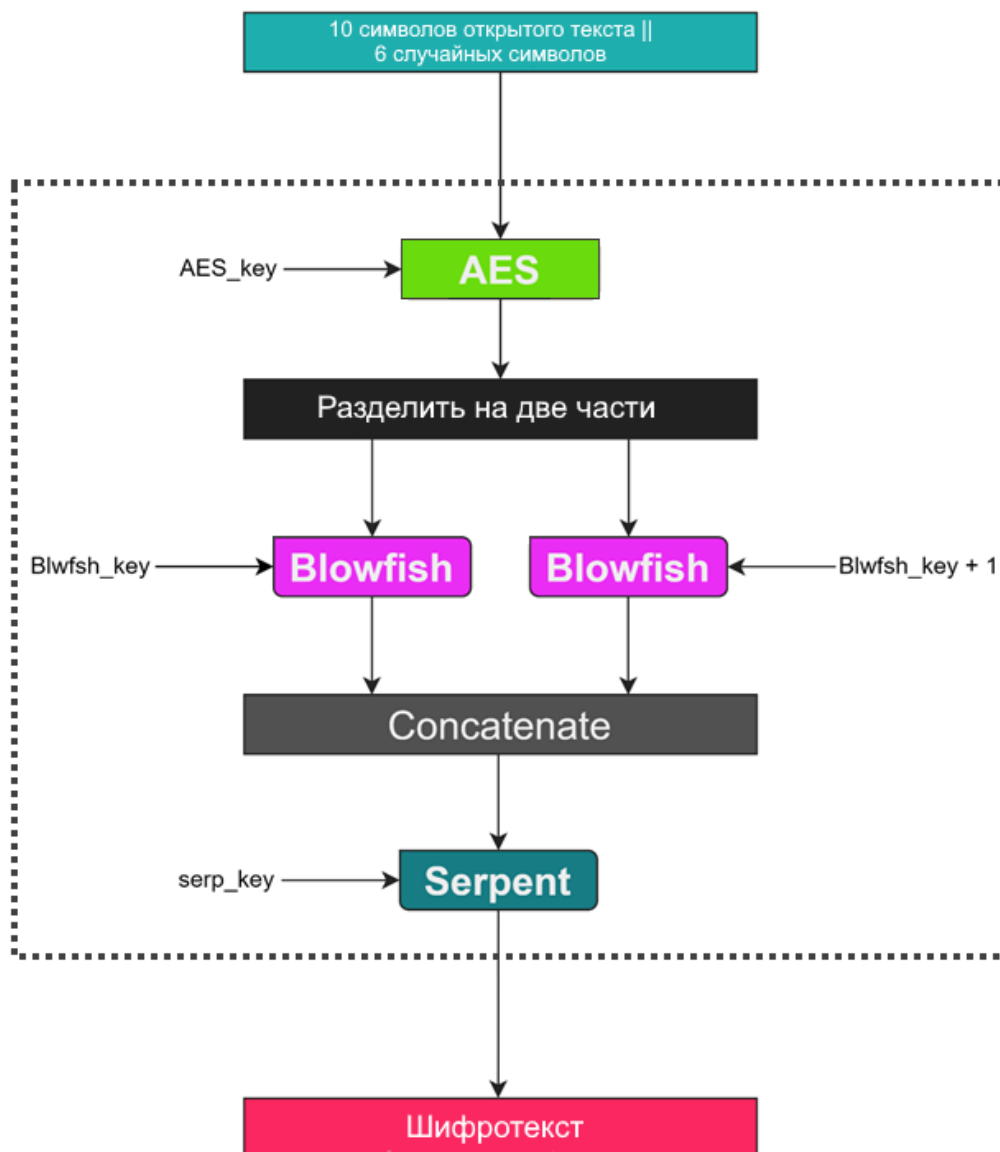 10 символов открытого текста ||
6 случайных символов
AES_key
AES
Разделить на две части
Blwfsh_key
Blowfish
Blowfish
Blwfsh_key + 1
Concatenate
serp_key
Serpent
Шифротекст